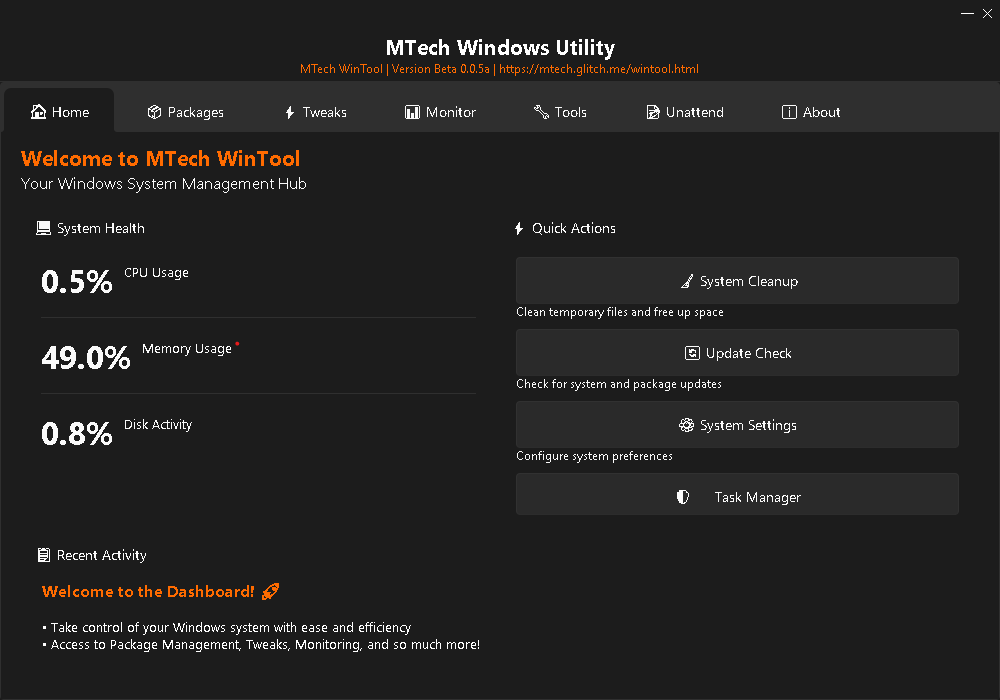 MTech Windows Utility
MTech WinTool | Version Beta 0.0.5a | https://mtech.glitch.me/wintool.html
Home Packages Tweaks Monitor Tools Unattend About
Welcome to MTech WinTool
Your Windows System Management Hub
System Health
0.5% CPU Usage
49.0% Memory Usage *
0.8% Disk Activity
Quick Actions
System Cleanup
Clean temporary files and free up space
Update Check
Check for system and package updates
System Settings
Configure system preferences
Task Manager
Recent Activity
Welcome to the Dashboard! 🚀
• Take control of your Windows system with ease and efficiency
• Access to Package Management, Tweaks, Monitoring, and so much more!